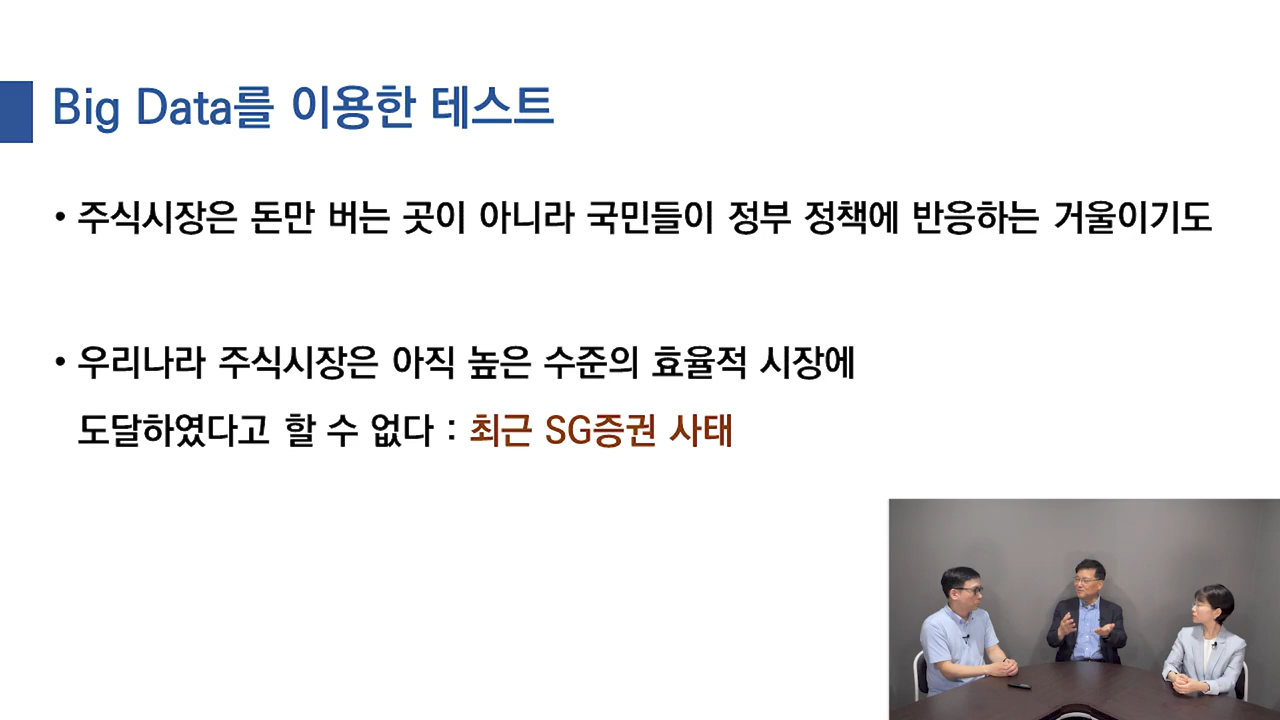 Big Data를 이용한 테스트
• 주식시장은 돈만 버는 곳이 아니라 국민들이 정부 정책에 반응하는 거울이기도
• 우리나라 주식시장은 아직 높은 수준의 효율적 시장에
도달하였다고 할 수 없다 : 최근 SG증권 사태